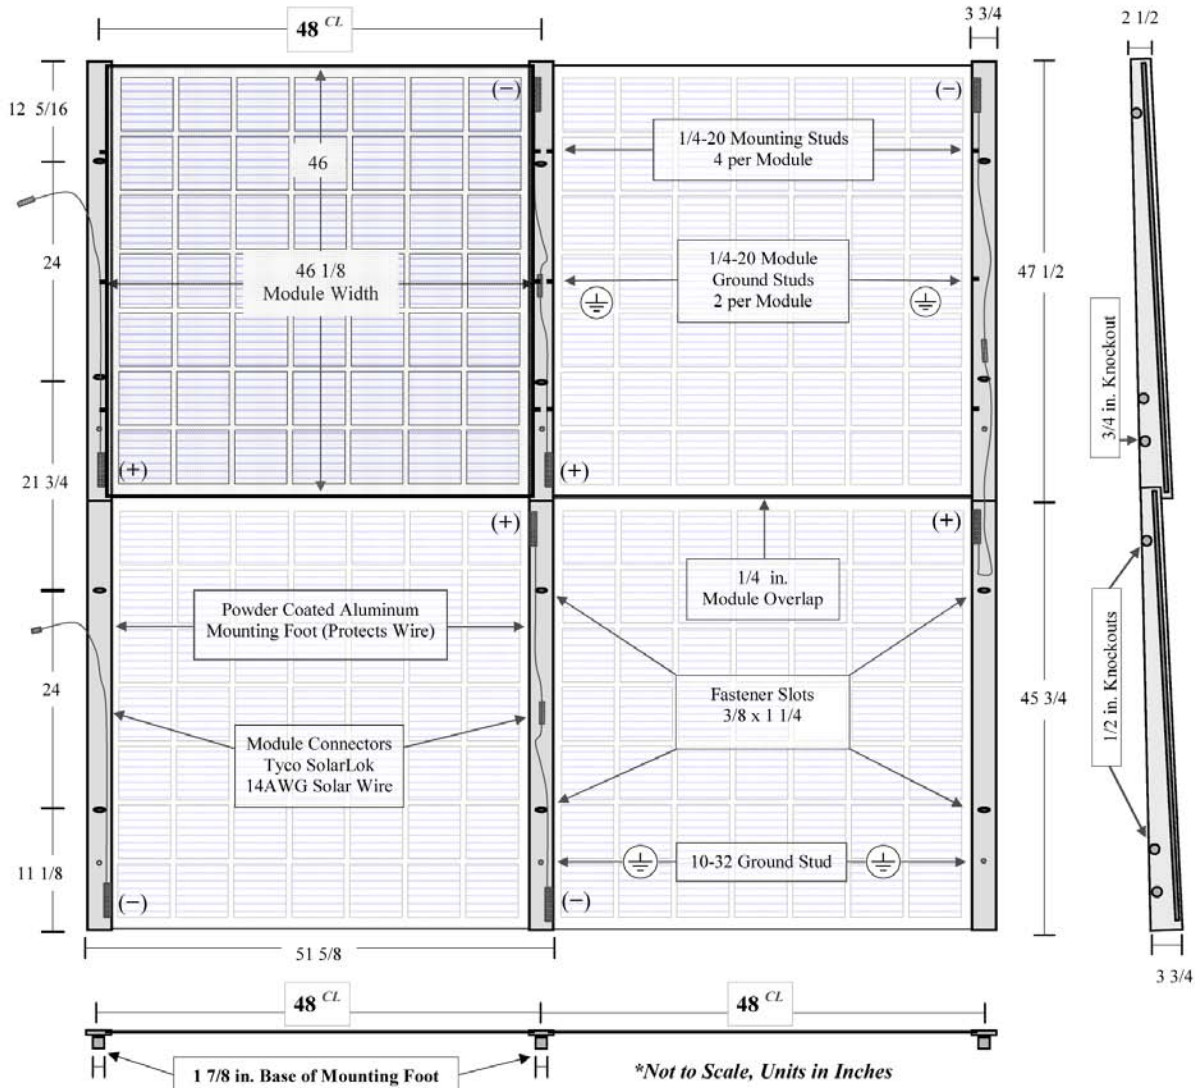 48 CL
3 3/4
2 1/2
12 5/16
(−)
(−)
1/4-20 Mounting Studs
4 per Module
46
24
46 1/8
Module Width
1/4-20 Module
Ground Studs
2 per Module
47 1/2
3/4 in. Knockout
(+)
(+)
21 3/4
(+)
(+)
1/4 in.
Module Overlap
Powder Coated Aluminum
Mounting Foot (Protects Wire)
24
Fastener Slots
3/8 x 1 1/4
45 3/4
1/2 in. Knockouts
Module Connectors
Tyco SolarLok
14AWG Solar Wire
11 1/8
10-32 Ground Stud
(−)
(−)
51 5/8
3 3/4
48 CL
48 CL
1 7/8 in. Base of Mounting Foot
*Not to Scale, Units in Inches